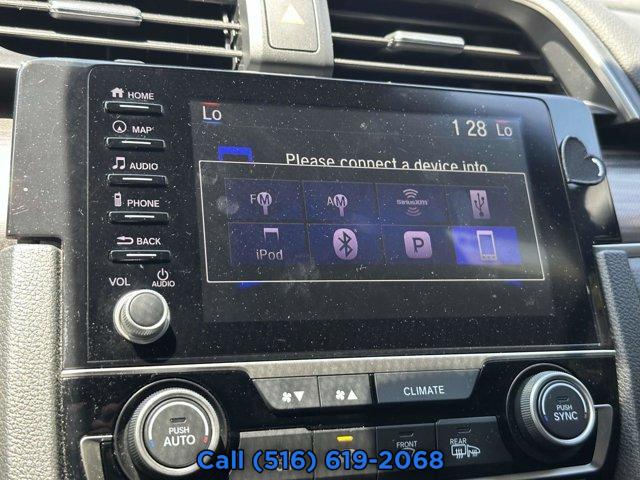 HOME
MAP
AUDIO
PHONE
BACK
VOL
AUDIO
Lo
1 28 Lo
Please connect a device into
FM
AM
SiriusXM
iPod
P
CLIMATE
PUSH
AUTO
PUSH
SYNC
FRONT
REAR
Call (516) 619-2068